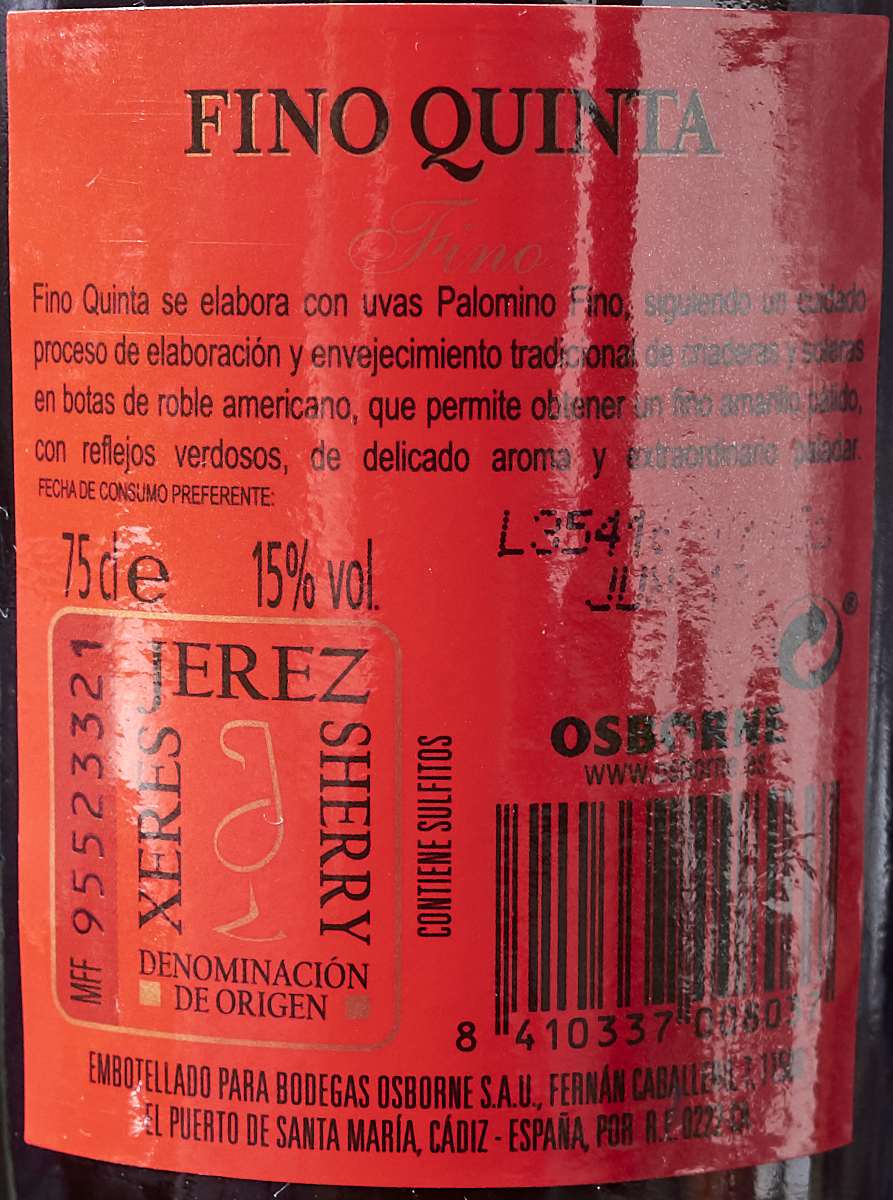 FINO QUINTA
Fino
Fino Quinta se elabora con uvas Palomino Fino, siguiendo un cuidado
proceso de elaboración y envejecimiento tradicional de criaderas y soleras
en botas de roble americano, que permite obtener un fino amarillo pálido,
con reflejos verdosos, de delicado aroma y extraordinario paladar.
FECHA DE CONSUMO PREFERENTE:
75cl e 15% vol.
JEREZ
XERES
SHERRY
MFF 95523321
DENOMINACIÓN
DE ORIGEN
CONTIENE SULFITOS
®
OSBORNE
www.osborne.es
8 410337 008037
EMBOTELLADO PARA BODEGAS OSBORNE S.A.U., FERNÁN CABALLERO
EL PUERTO DE SANTA MARÍA, CÁDIZ - ESPAÑA, POR R.E.